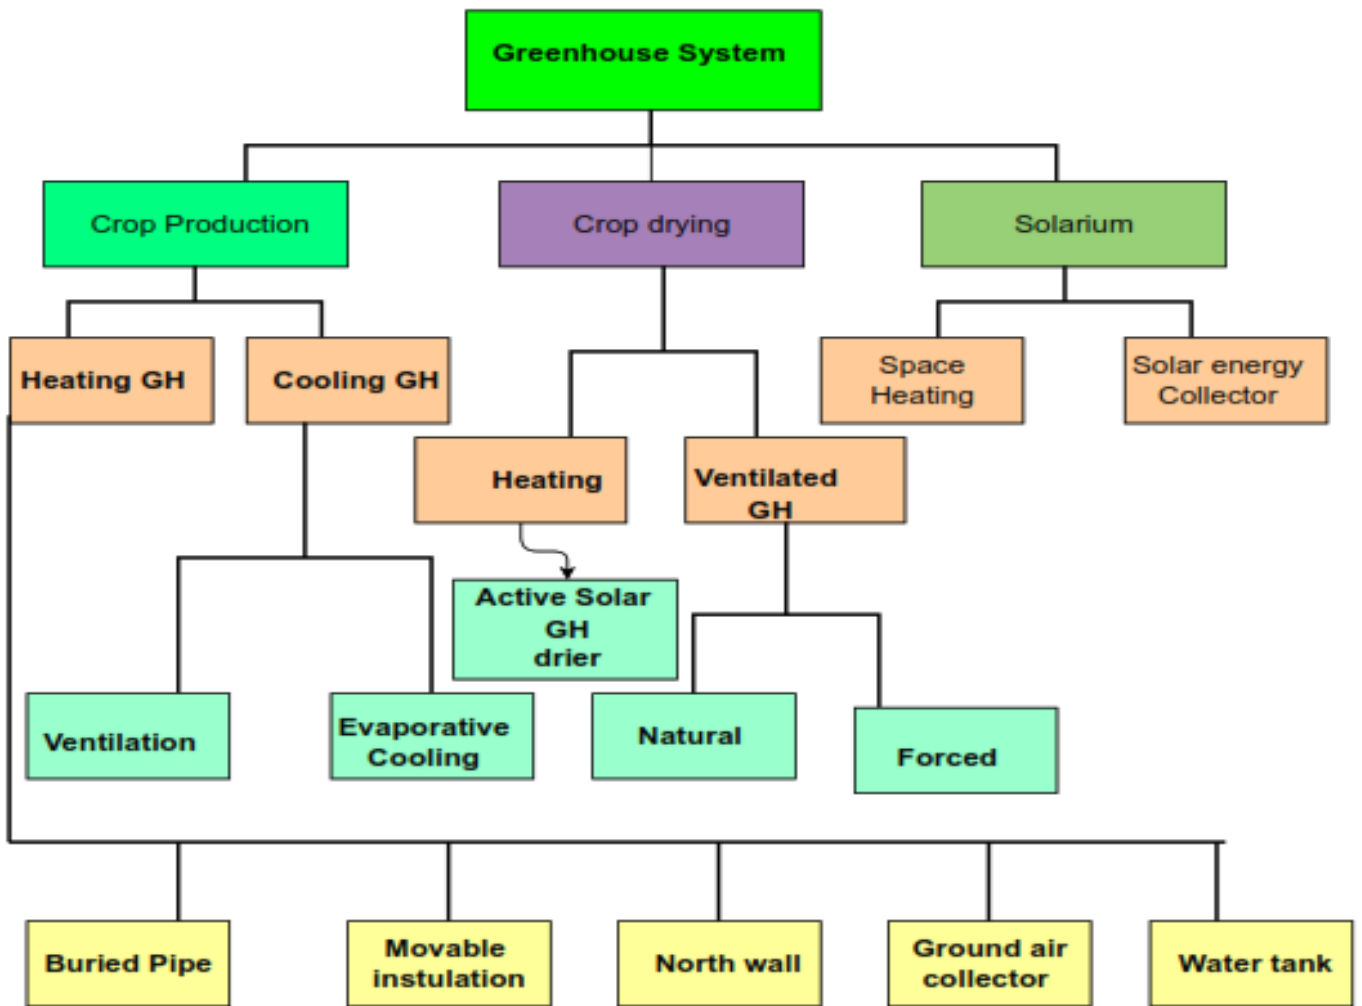 Greenhouse System
Crop Production
Crop drying
Solarium
Heating GH
Cooling GH
Space
Heating
Solar energy
Collector
Heating
Ventilated
GH
Active Solar
GH
drier
Ventilation
Evaporative
Cooling
Natural
Forced
Buried Pipe
Movable
instulation
North wall
Ground air
collector
Water tank